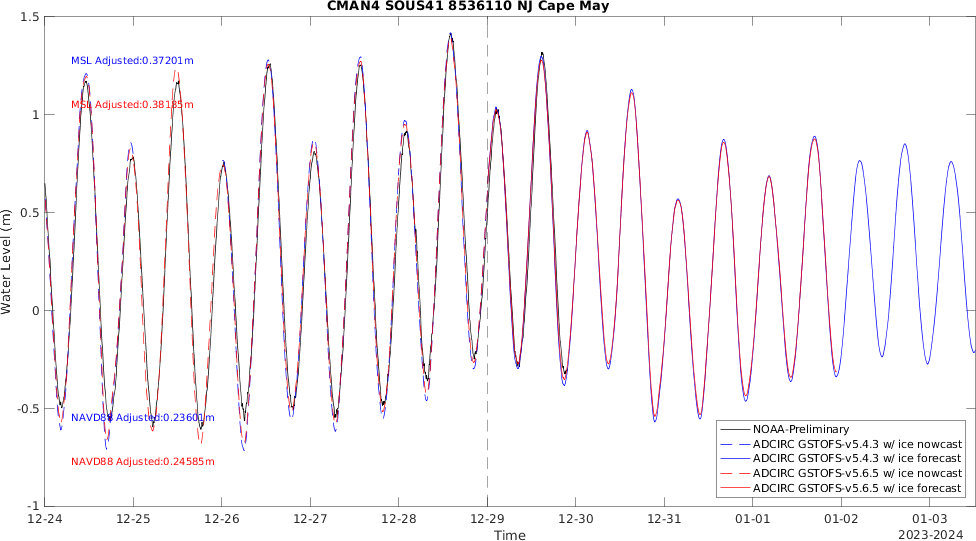 CMAN4 SOUS41 8536110 NJ Cape May
1.5
1
0.5
0
-0.5
-1
Water Level (m)
MSL Adjusted:0.37201m
MSL Adjusted:0.38185m
NAVD88 Adjusted:0.23601m
NAVD88 Adjusted:0.24585m
NOAA-Preliminary
ADCIRC GSTOFS-v5.4.3 w/ ice nowcast
ADCIRC GSTOFS-v5.4.3 w/ ice forecast
ADCIRC GSTOFS-v5.6.5 w/ ice nowcast
ADCIRC GSTOFS-v5.6.5 w/ ice forecast
12-24 12-25 12-26 12-27 12-28 12-29 12-30 12-31 01-01 01-02 01-03
Time
2023-2024